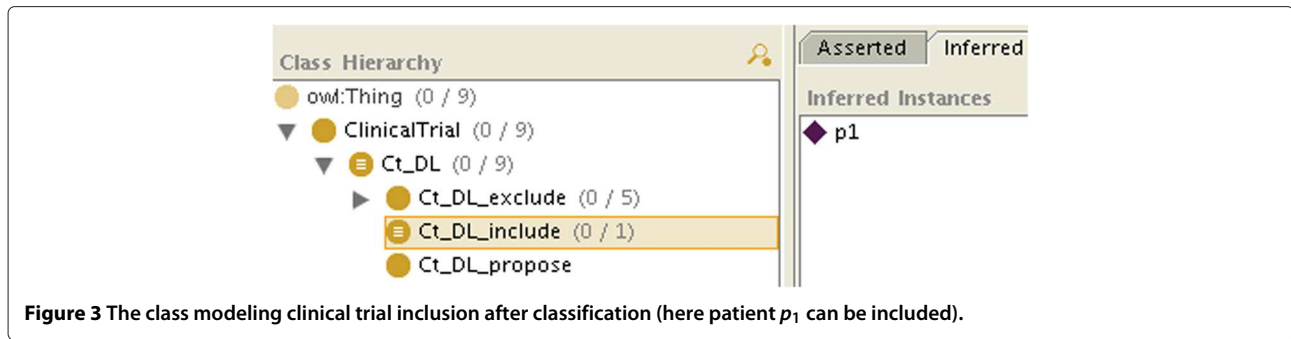 Class Hierarchy
owl:Thing (0 / 9)
ClinicalTrial (0 / 9)
Ct_DL (0 / 9)
Ct_DL_exclude (0 / 5)
Ct_DL_include (0 / 1)
Ct_DL_propose
Asserted Inferred
Inferred Instances
p1
Figure 3 The class modeling clinical trial inclusion after classification (here patient p1 can be included).